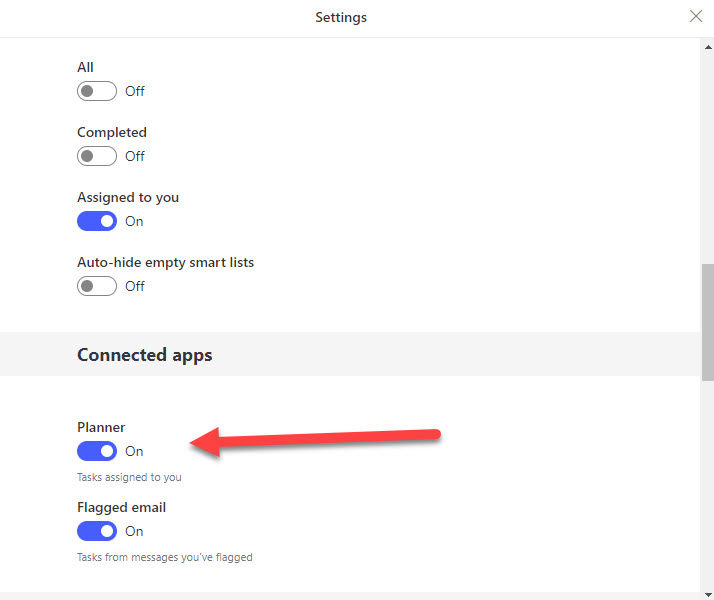 Settings
All
Off
Completed
Off
Assigned to you
On
Auto-hide empty smart lists
Off
Connected apps
Planner
On
Tasks assigned to you
Flagged email
On
Tasks from messages you've flagged